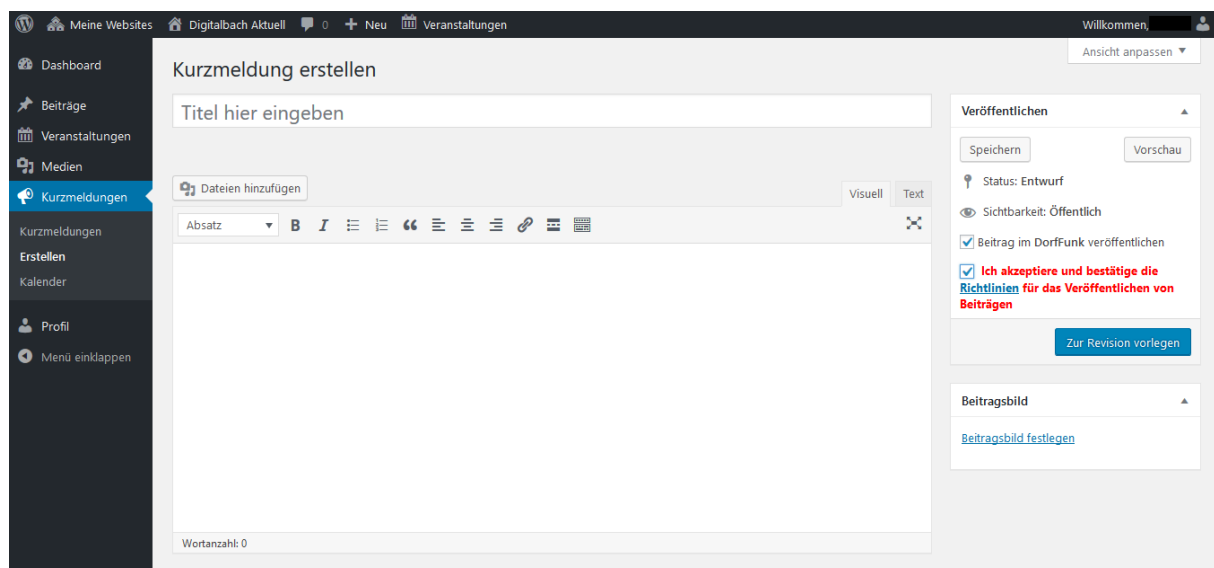 Meine Websites Digitalbach Aktuell 0 + Neu Veranstaltungen Willkommen,
Ansicht anpassen ▼
Dashboard
Beiträge
Veranstaltungen
Medien
Kurzmeldungen
Kurzmeldungen
Erstellen
Kalender
Profil
Menü einklappen
Kurzmeldung erstellen
Titel hier eingeben
Dateien hinzufügen
Visuell Text
Absatz ▼ B I
Wortanzahl: 0
Veröffentlichen ▲
Speichern Vorschau
Status: Entwurf
Sichtbarkeit: Öffentlich
Beitrag im DorfFunk veröffentlichen
Ich akzeptiere und bestätige die
Richtlinien für das Veröffentlichen von
Beiträgen
Zur Revision vorlegen
Beitragsbild ▲
Beitragsbild festlegen